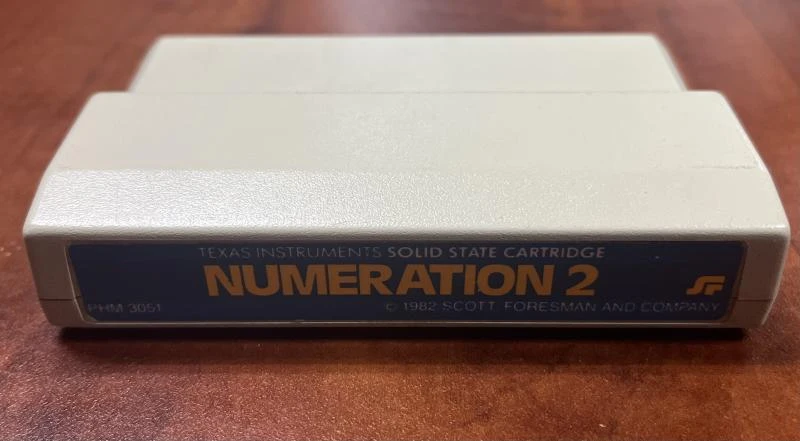 TEXAS INSTRUMENTS SOLID STATE CARTRIDGE
NUMERATION 2
SF
PHM 3051
© 1982 SCOTT, FORESMAN AND COMPANY